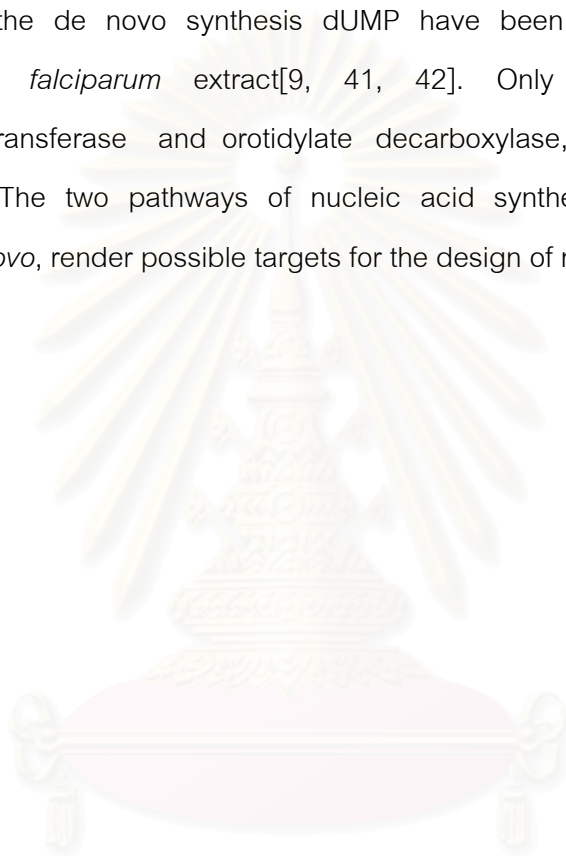 the de novo synthesis dUMP have been
falciparum extract[9, 41, 42]. Only
ransferase and orotidylate decarboxylase,
The two pathways of nucleic acid synthe
ovo, render possible targets for the design of